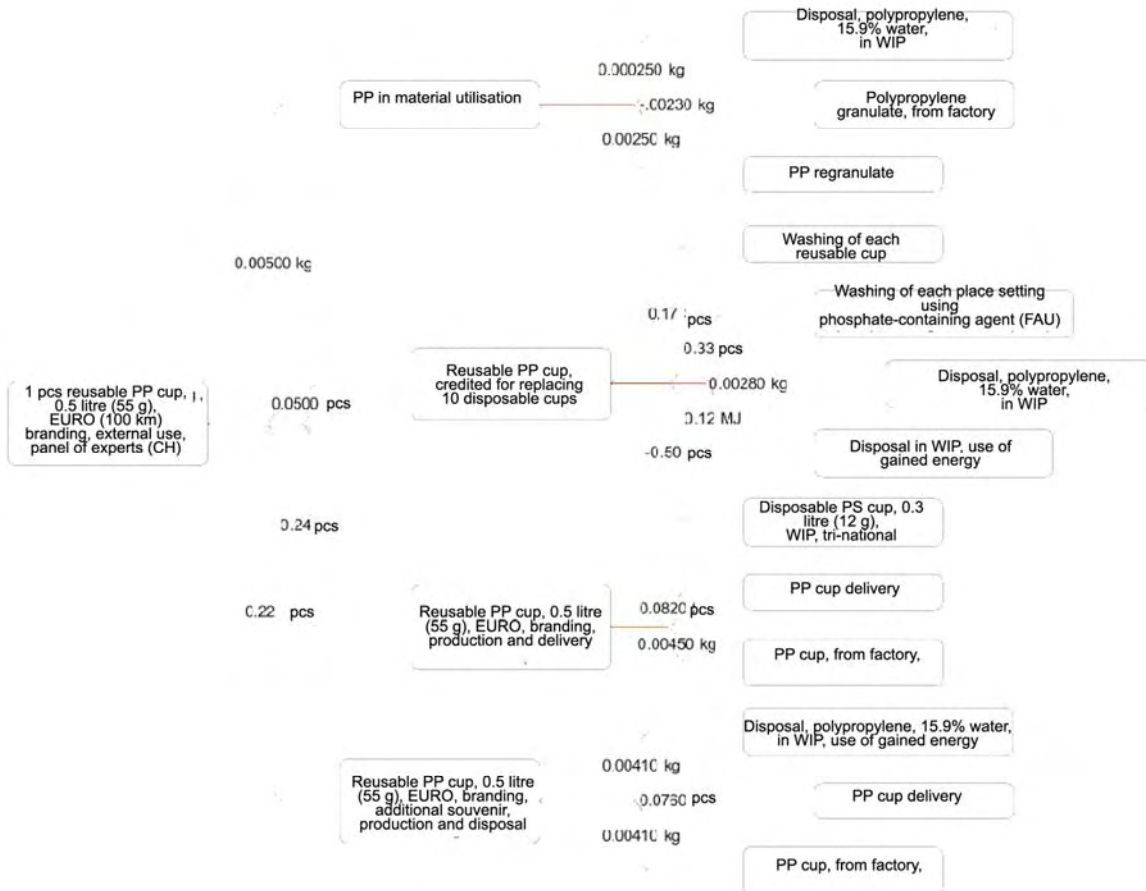 Disposal, polypropylene,
15.9% water,
in WIP
0.000250 kg
PP in material utilisation
-.00230 kg
Polypropylene
granulate, from factory
0.00250 kg
PP regranulate
Washing of each
reusable cup
0.00500 kg
Washing of each place setting
using
phosphate-containing agent (FAU)
0.17 pcs
0.33 pcs
Reusable PP cup,
credited for replacing
10 disposable cups
0.00280 kg
Disposal, polypropylene,
15.9% water,
in WIP
1 pcs reusable PP cup,
0.5 litre (55 g),
EURO (100 km)
branding, external use,
panel of experts (CH)
0.0500 pcs
0.12 MJ
-0.50 pcs
Disposal in WIP, use of
gained energy
Disposable PS cup, 0.3
litre (12 g),
WIP, tri-national
0.24 pcs
PP cup delivery
0.22 pcs
Reusable PP cup, 0.5 litre
(55 g), EURO, branding,
production and delivery
0.0820 pcs
0.00450 kg
PP cup, from factory,
Disposal, polypropylene, 15.9% water,
in WIP, use of gained energy
0.00410 kg
Reusable PP cup, 0.5 litre
(55 g), EURO, branding,
additional souvenir,
production and disposal
0.0760 pcs
PP cup delivery
0.00410 kg
PP cup, from factory,